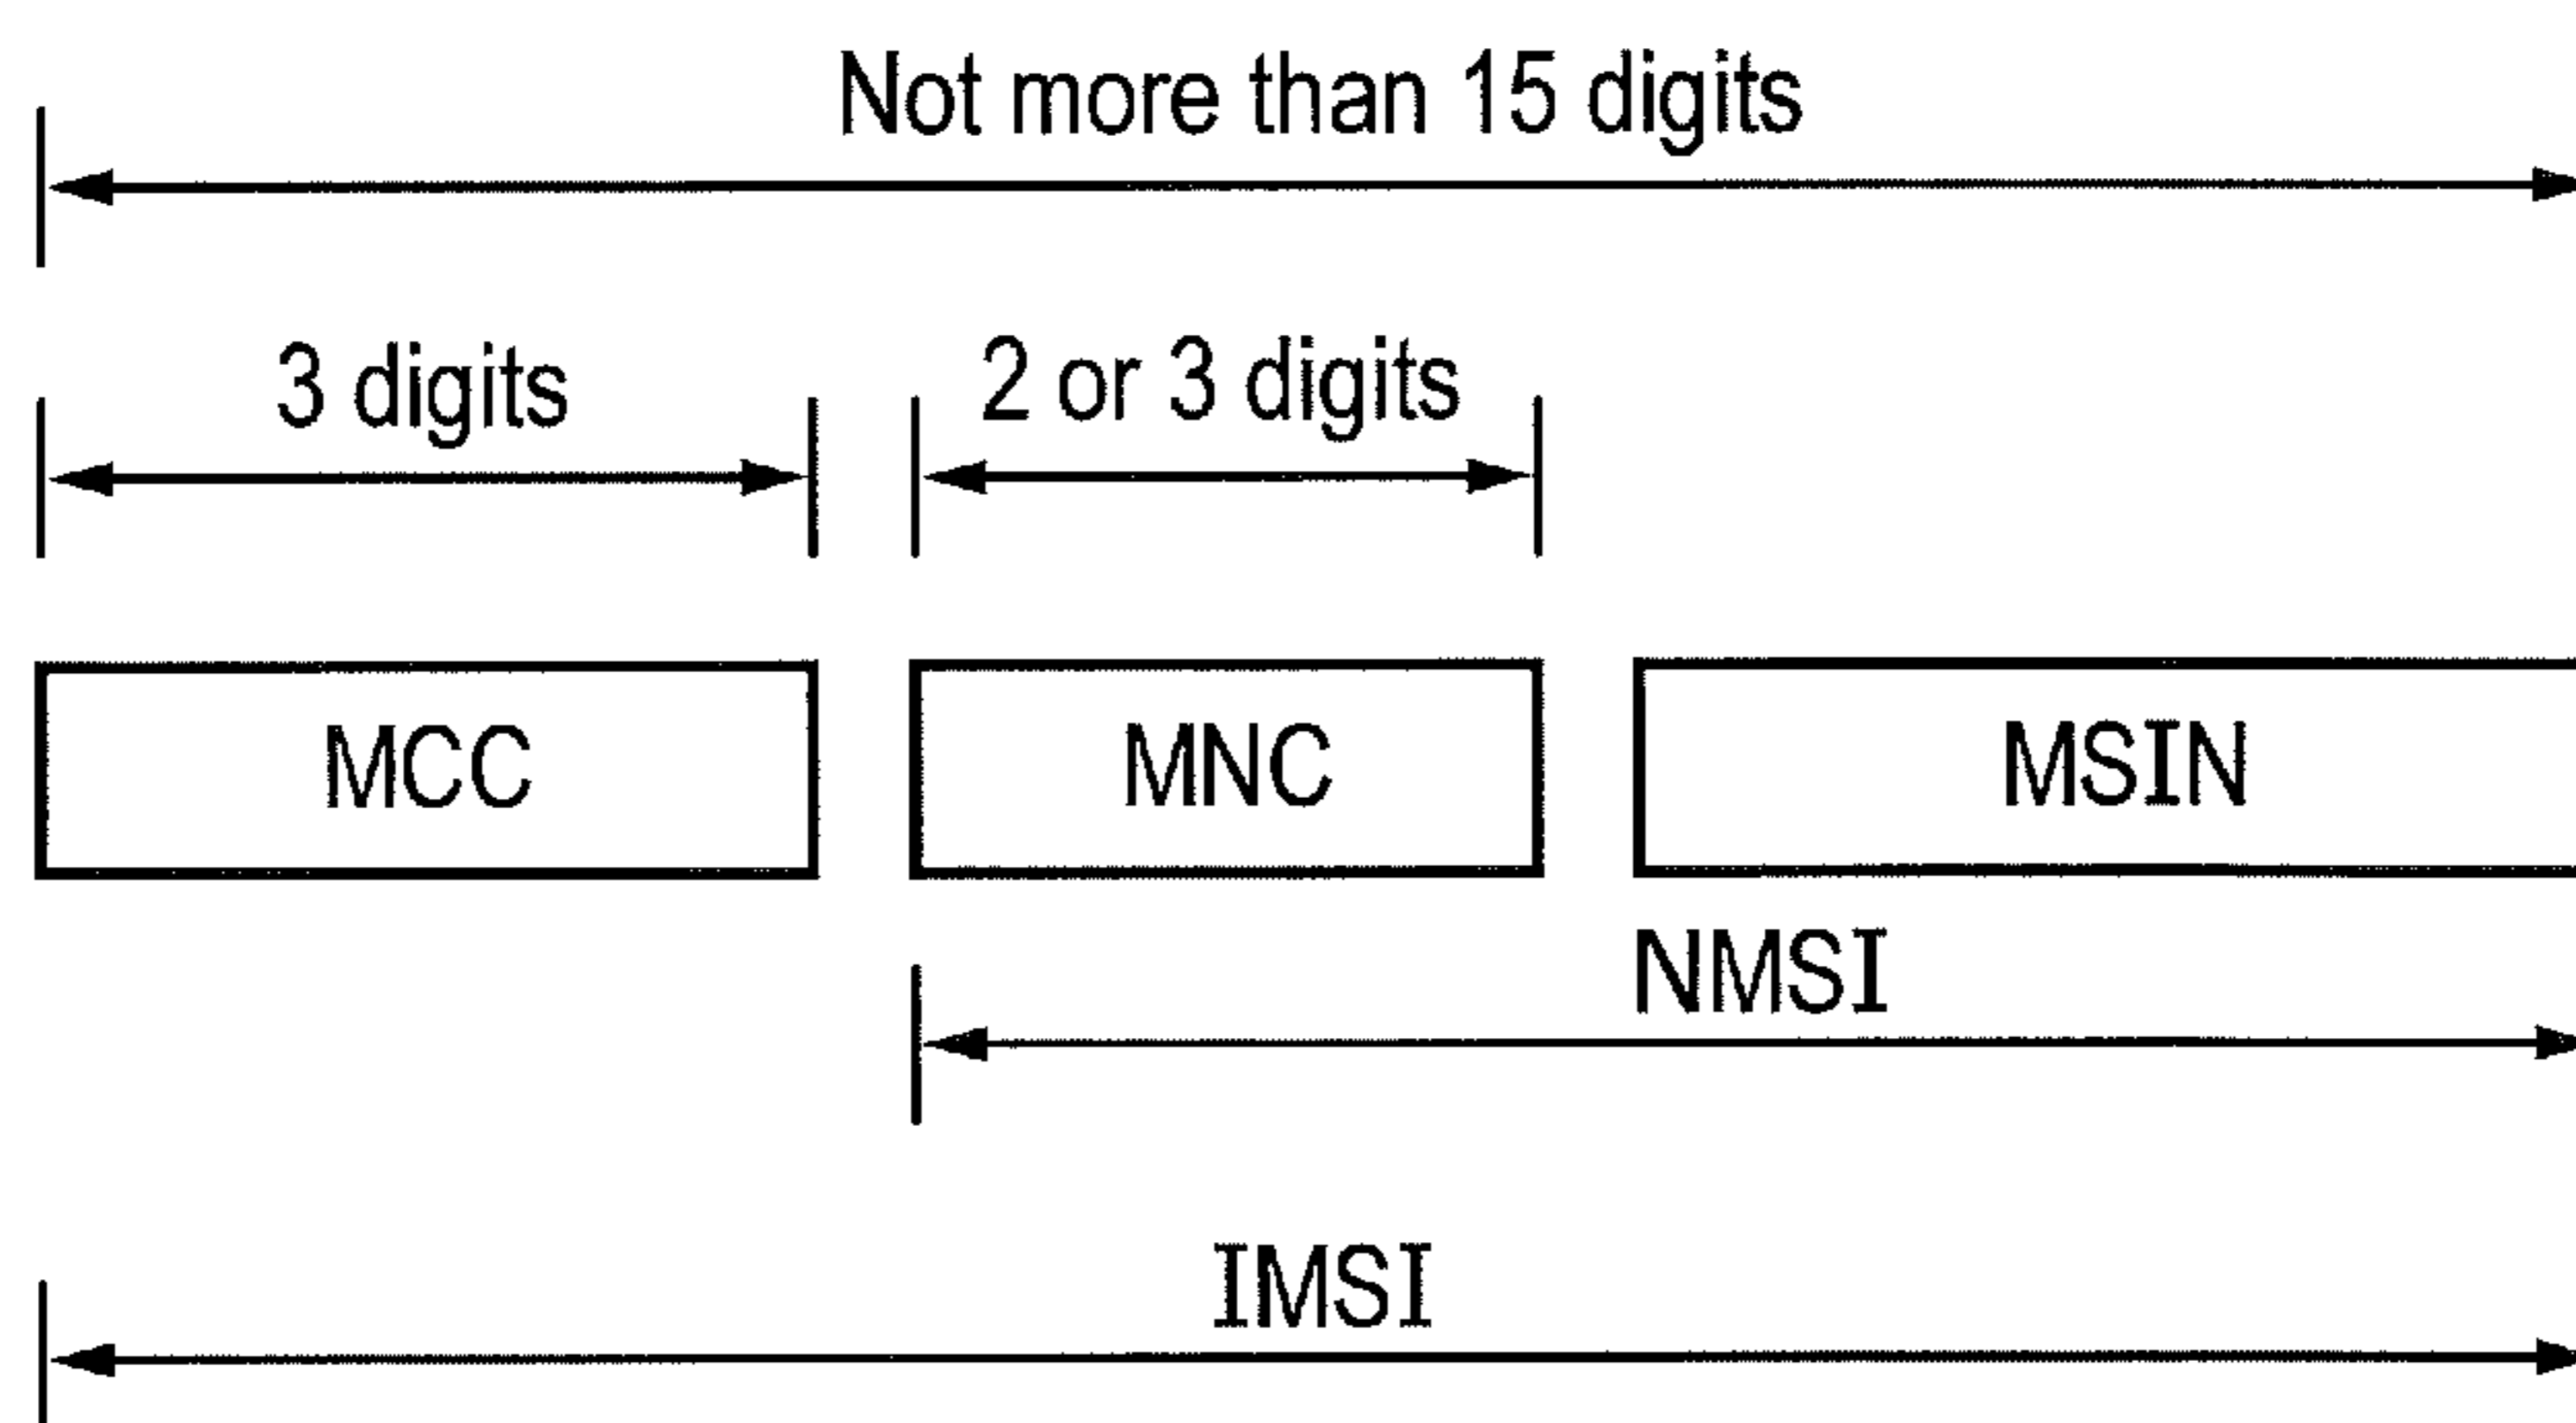 Not more than 15 digits
3 digits
2 or 3 digits
MCC
MNC
MSIN
NMSI
IMSI